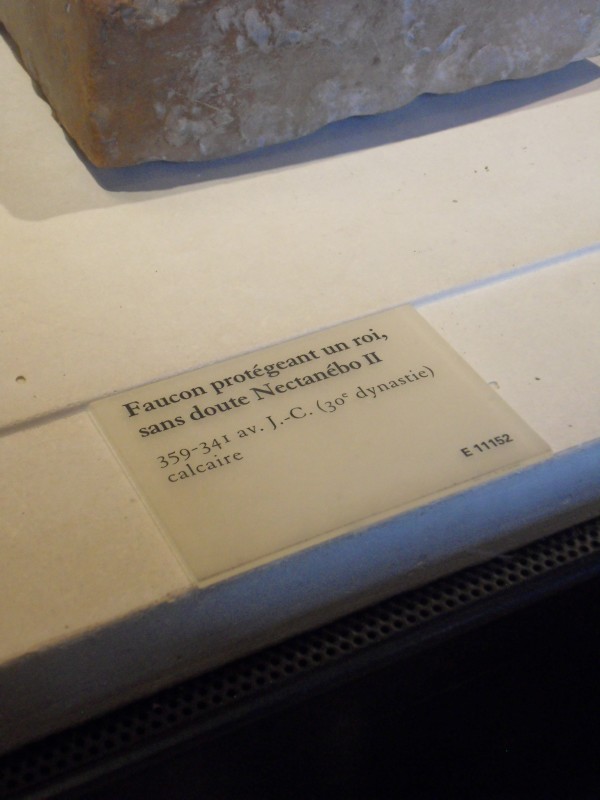 Faucon protégeant un roi,
sans doute Nectanébo II
359-341 av. J.-C. (30e dynastie)
calcaire
E 11152